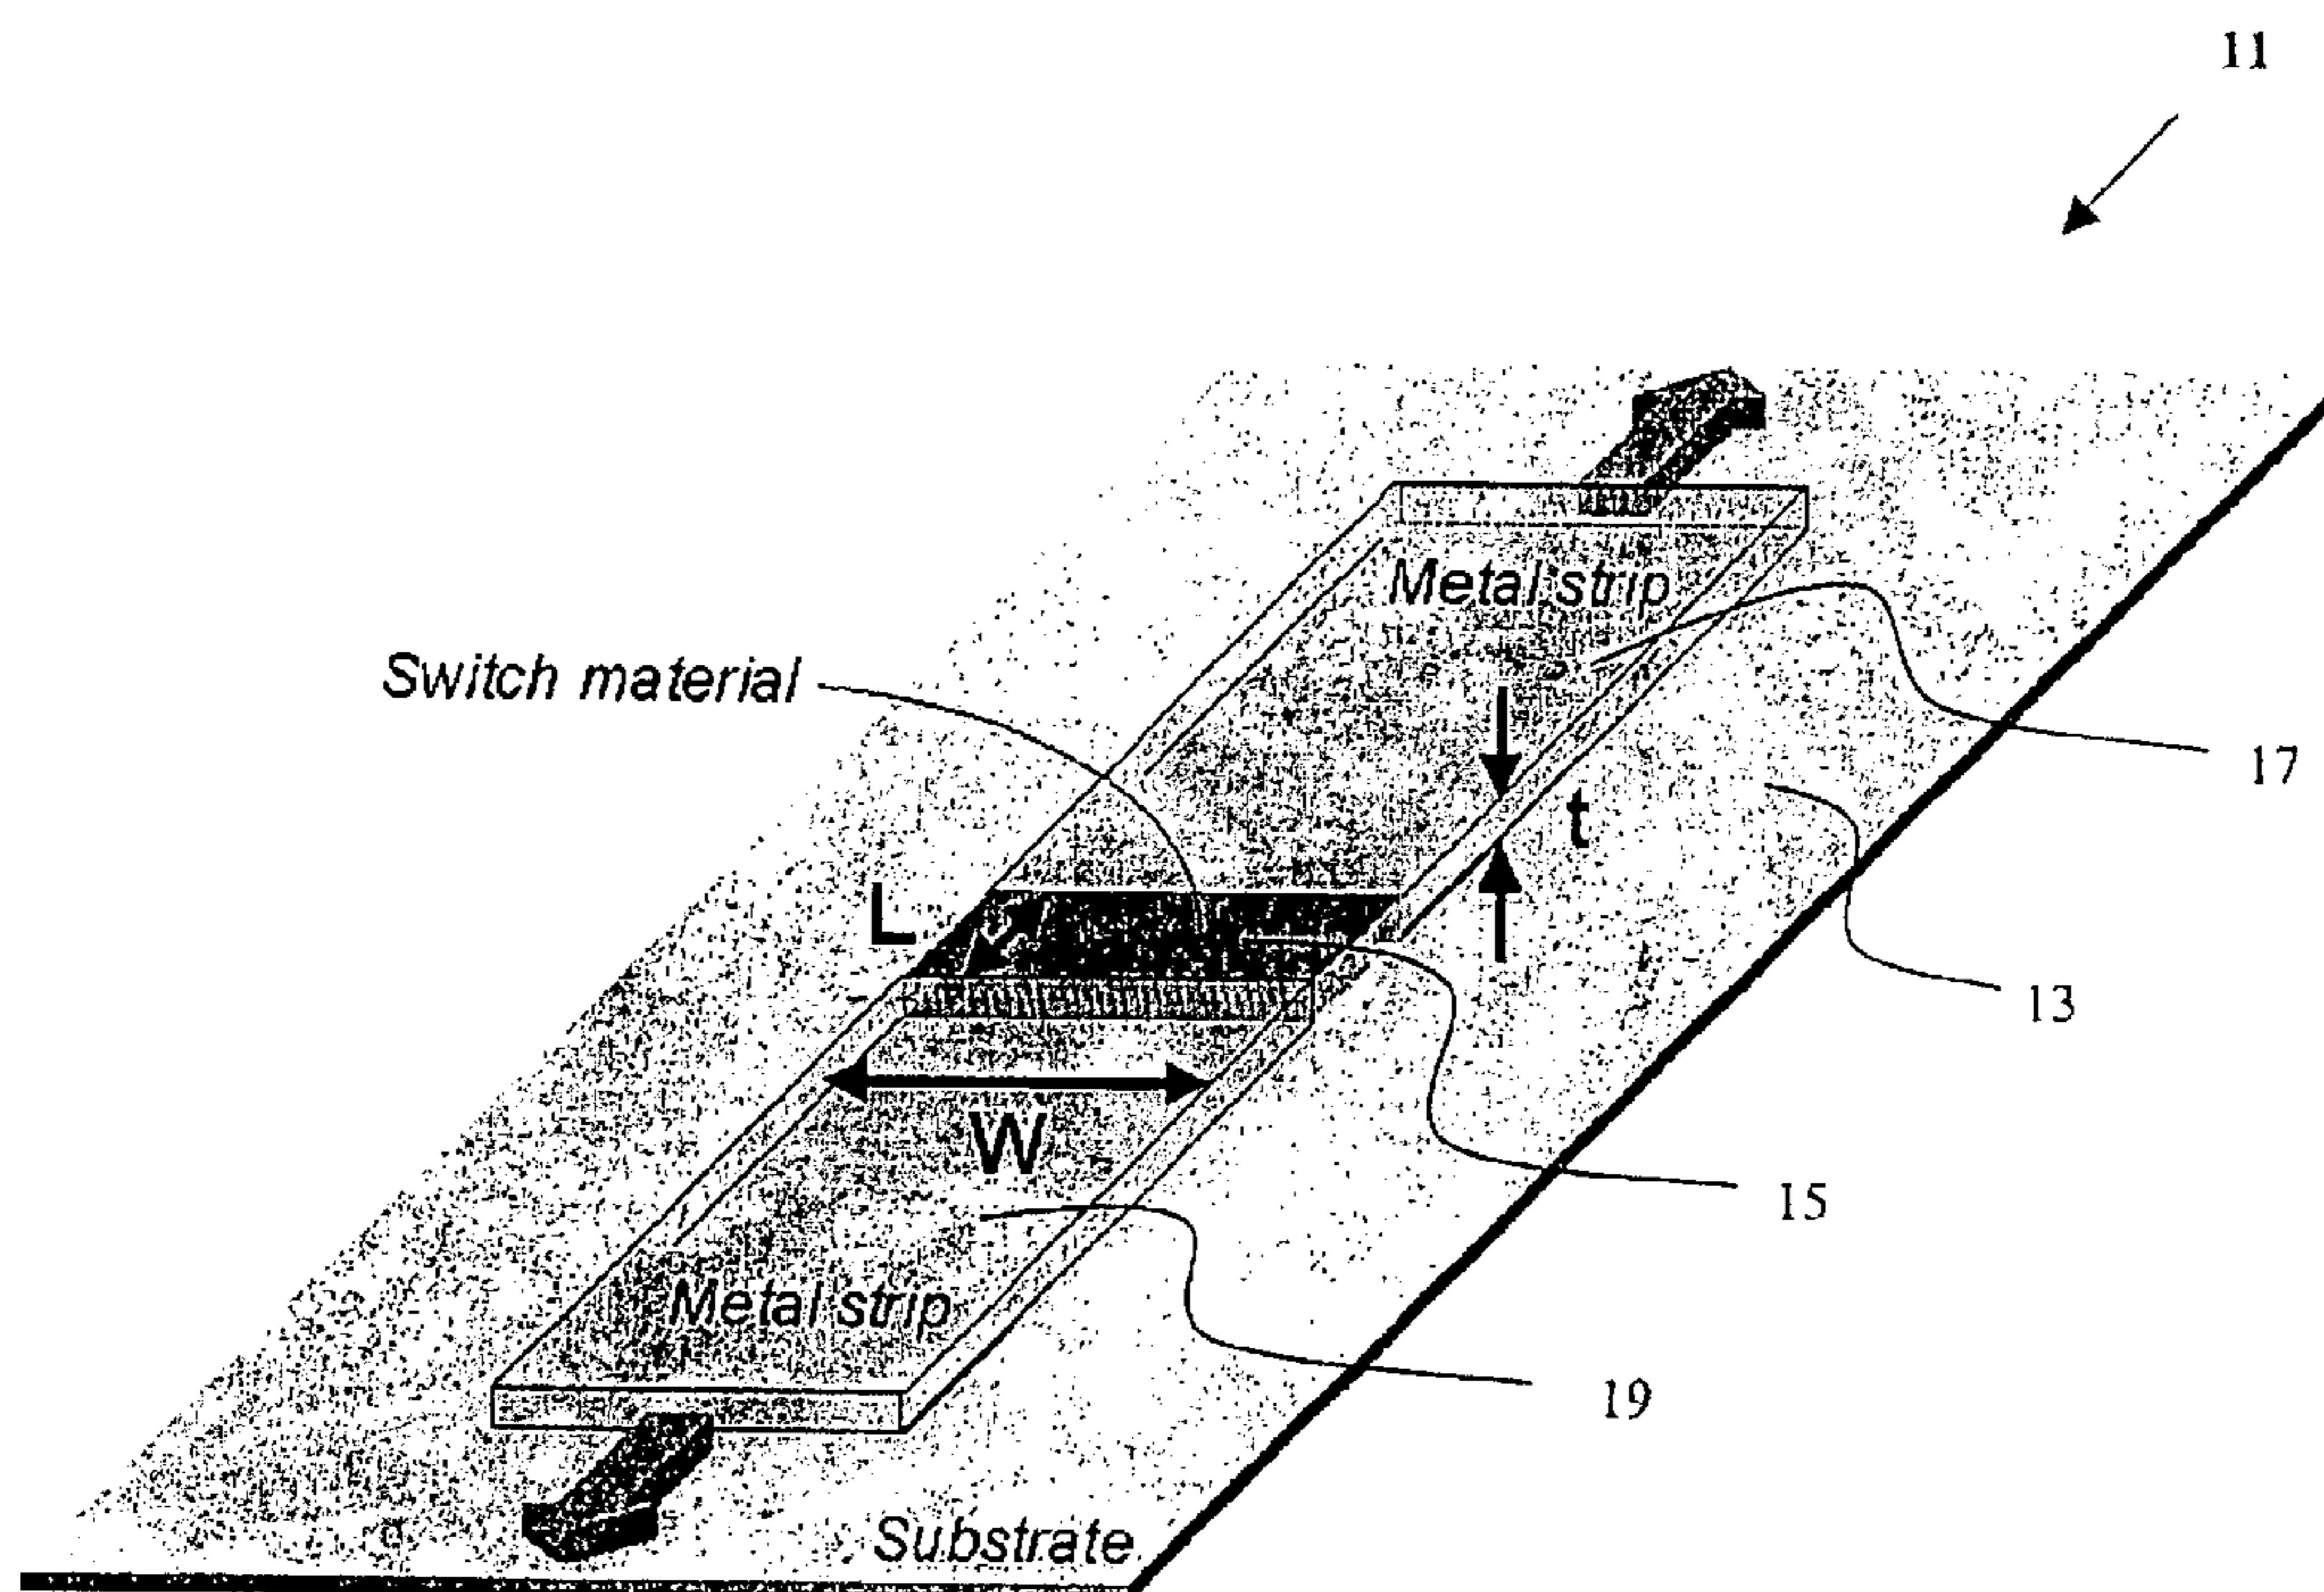 11
Metal strip
Switch material
17
t
L
13
W
15
Metal strip
19
Substrate